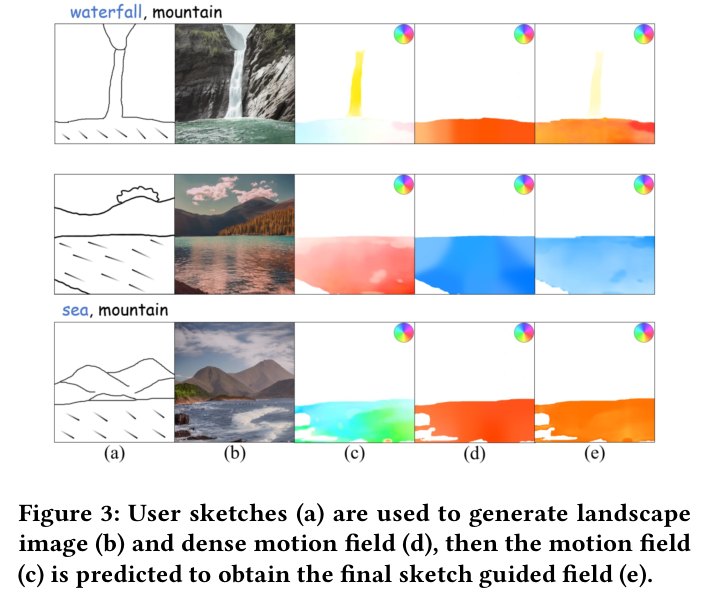 waterfall, mountain
sea, mountain
(a) (b) (c) (d) (e)
Figure 3: User sketches (a) are used to generate landscape
image (b) and dense motion field (d), then the motion field
(c) is predicted to obtain the final sketch guided field (e).